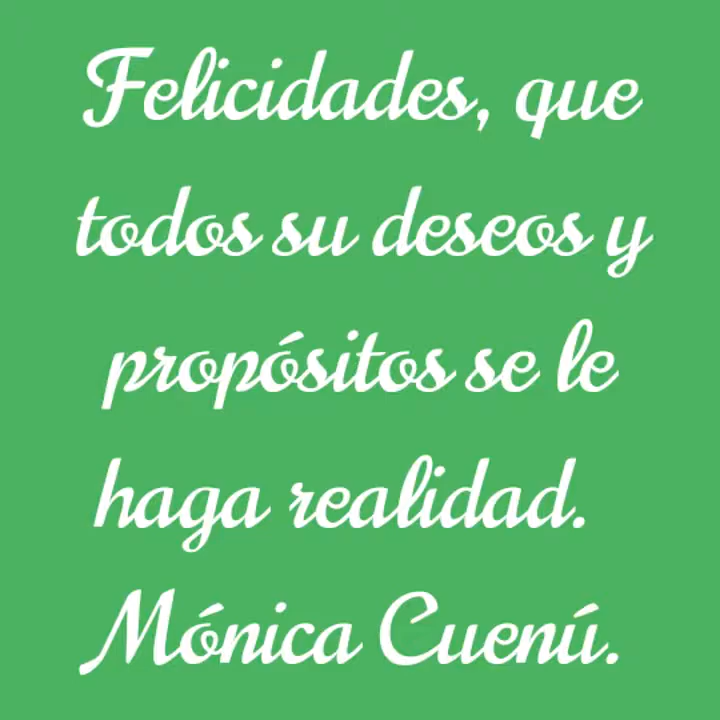 Felicidades, que
todos su deseos y
propósitos se le
haga realidad.
Mónica Cuenú.